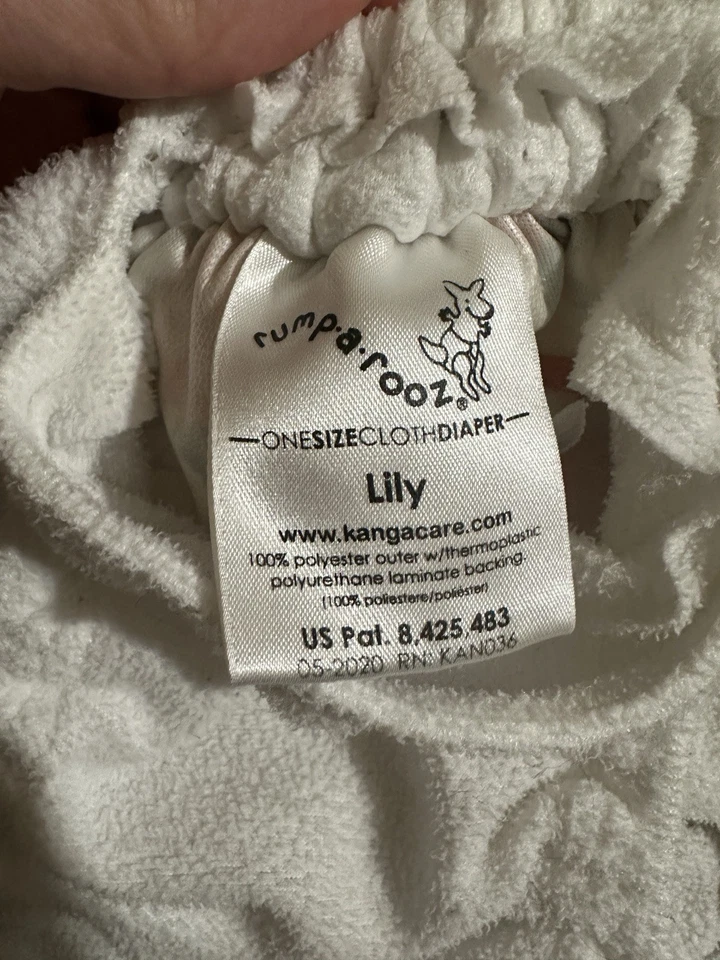 rump·a·rooz®
ONESIZECLOTHDIAPER
Lily
www.kangacare.com
100% polyester outer w/thermoplastic
polyurethane laminate backing.
(100% poliestere/poliéster)
US Pat. 8,425,483
05-2020 RN: KAN036